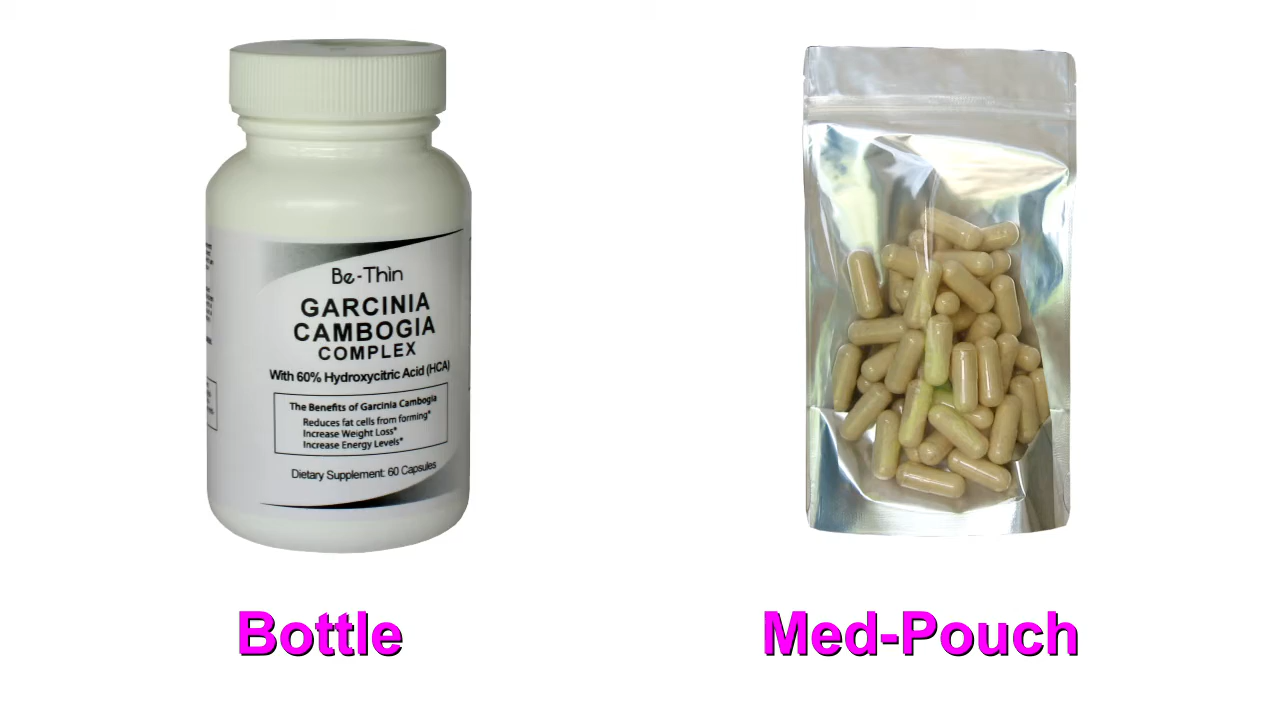 Be-Thin
GARCINIA
CAMBOGIA
COMPLEX
With 60% Hydroxycitric Acid (HCA)
The Benefits of Garcinia Cambogia
Reduces fat cells from forming*
Increase Weight Loss*
Increase Energy Levels*
Dietary Supplement: 60 Capsules
Bottle
Med-Pouch